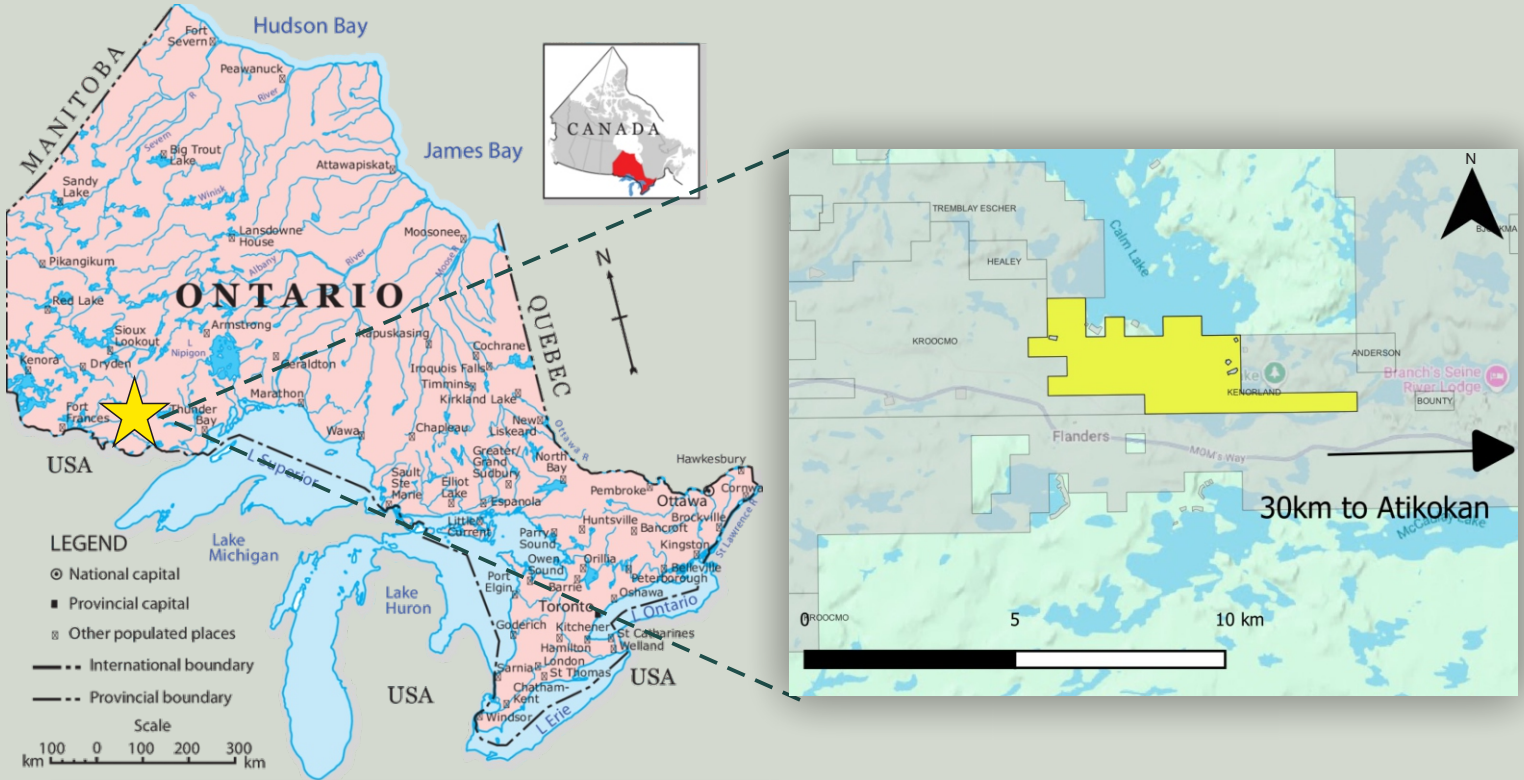 Hudson Bay
Fort
Severn
Peawanuck
MANITOBA
R
River
Severn
James Bay
CANADA
Big Trout
Lake
Attawapiskat
Sandy
Lake
Winisk
Lansdowne
House
Moosonee
Pikangikum
Albany
River
Moose R
N
ONTARIO
QUEBEC
Red Lake
Sioux
Lookout
Armstrong
Kapuskasing
L
Nipigon
Cochrane
Kenora
Dryden
Geraldton
Iroquois Falls
Timmins
Marathon
Kirkland Lake
Fort
Frances
Thunder
Bay
Wawa
Chapleau
New
Liskeard
Ottawa R
USA
L Superior
Greater/
Grand
Sudbury
North
Bay
Hawkesbury
Sault
Ste
Marie
Elliot
Lake
Espanola
Pembroke
Ottawa
Cornwa
Little
Current
Huntsville
Bancroft
Brockville
St Lawrence R
Parry
Sound
Kingston
Lake
Michigan
Owen
Sound
Orillia
Belleville
Peterborough
Port
Elgin
Barrie
Oshawa
Lake
Huron
Toronto
L Ontario
Goderich
Kitchener
St Catharines
Welland
Hamilton
London
Sarnia
St Thomas
USA
USA
Chatham-
Kent
Windsor
L Erie
LEGEND
National capital
Provincial capital
Other populated places
International boundary
Provincial boundary
Scale
100 0 100 200 300
km km
N
TREMBLAY ESCHER
Calm Lake
HEALEY
KROOCMO
ANDERSON
ke
KENORLAND
Branch's Seine
River Lodge
BOUNTY
Flanders
MOM's Way
30km to Atikokan
McCaulay Lake
KROOCMO
0 5 10 km